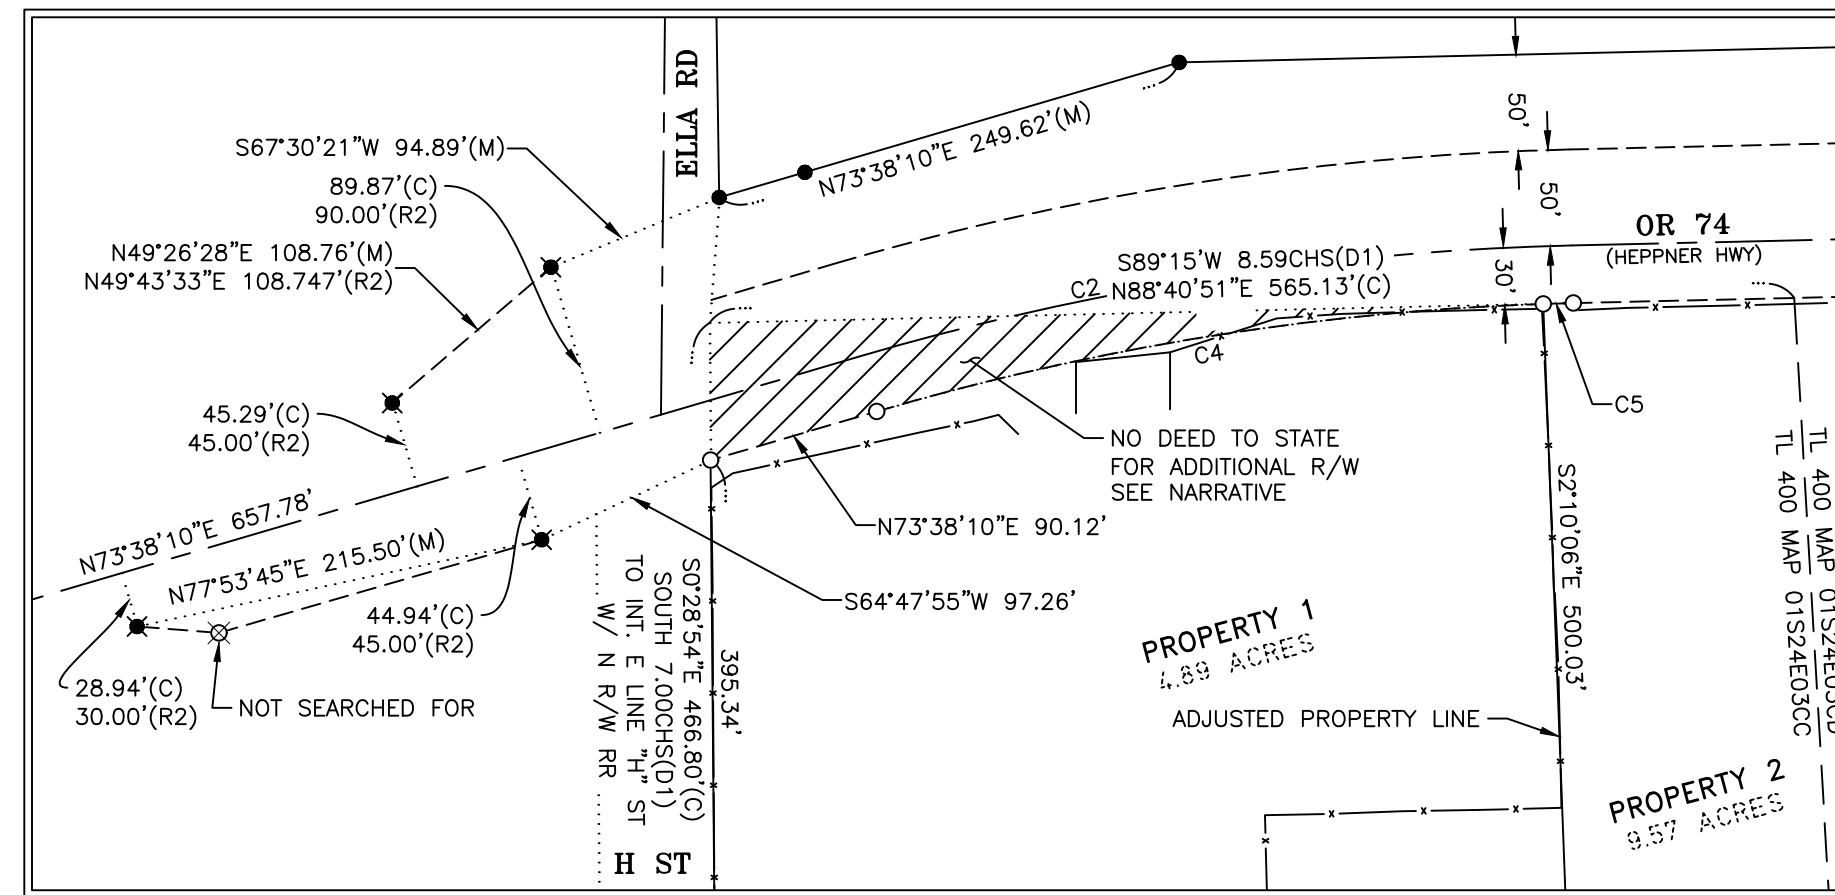 ELLA RD
S67°30'21"W 94.89'(M)
89.87'(C)
90.00'(R2)
N49°26'28"E 108.76'(M)
N49°43'33"E 108.747'(R2)
N73°38'10"E 249.62'(M)
50'
50'
30'
OR 74
(HEPPNER HWY)
S89°15'W 8.59CHS(D1)
C2 N88°40'51"E 565.13'(C)
C4
C5
45.29'(C)
45.00'(R2)
NO DEED TO STATE
FOR ADDITIONAL R/W
SEE NARRATIVE
N73°38'10"E 657.78'
N77°53'45"E 215.50'(M)
N73°38'10"E 90.12'
S64°47'55"W 97.26'
44.94'(C)
45.00'(R2)
28.94'(C)
30.00'(R2)
NOT SEARCHED FOR
395.34'
S0°28'54"E 466.80'(C)
SOUTH 7.00CHS(D1)
TO INT. E LINE "H" ST
W/ N R/W RR
H ST
PROPERTY 1
4.89 ACRES
ADJUSTED PROPERTY LINE
S2°10'06"E 500.03'
PROPERTY 2
9.57 ACRES
TL 400 MAP 01S24E03CD
TL 400 MAP 01S24E03CC